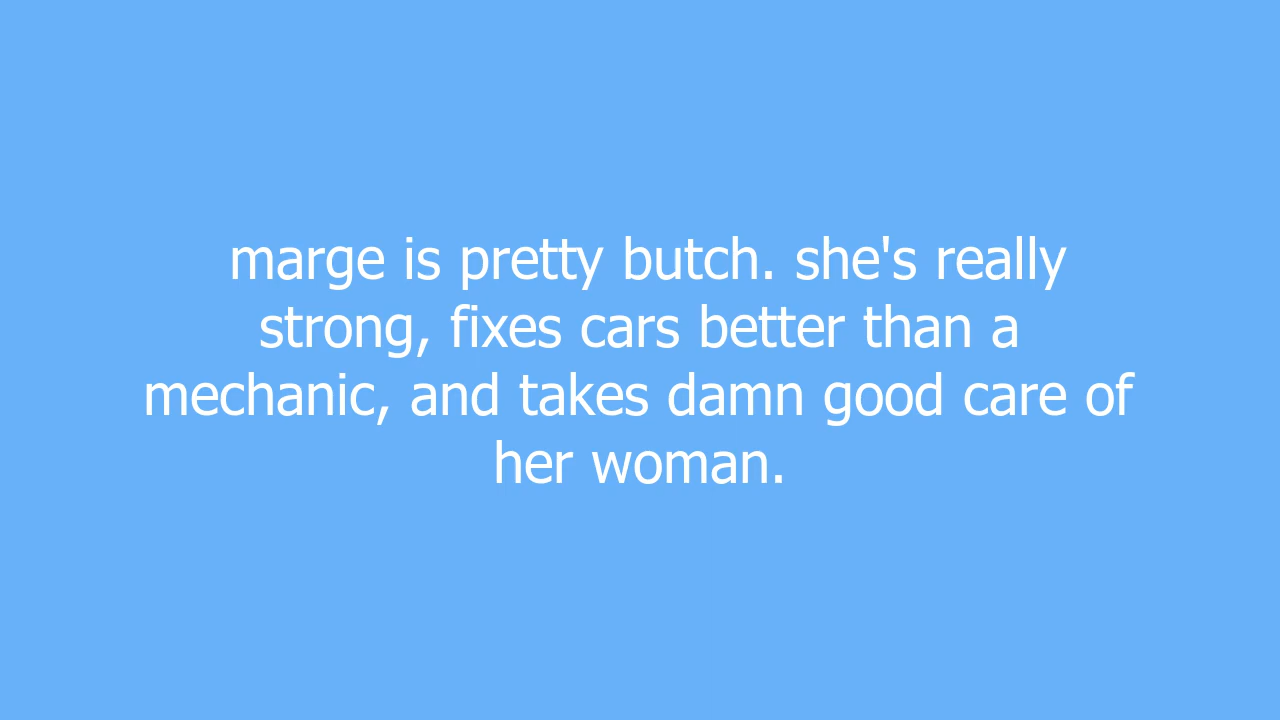 marge is pretty butch. she's really
strong, fixes cars better than a
mechanic, and takes damn good care of
her woman.